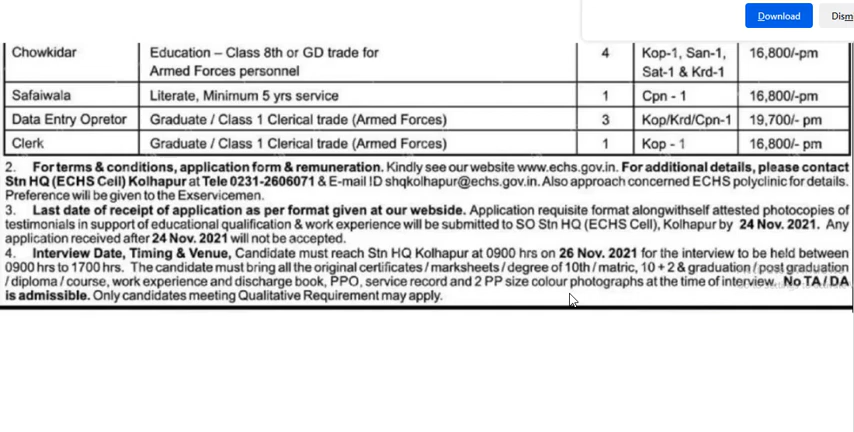 Download
Dism
Chowkidar Education – Class 8th or GD trade for 4 Kop-1, San-1, 16,800/-pm
Armed Forces personnel Sat-1 & Krd-1
Safaiwala Literate, Minimum 5 yrs service 1 Cpn - 1 16,800/-pm
Data Entry Opretor Graduate / Class 1 Clerical trade (Armed Forces) 3 Kop/Krd/Cpn-1 19,700/- pm
Clerk Graduate / Class 1 Clerical trade (Armed Forces) 1 Kop - 1 16,800/- pm
2. For terms & conditions, application form & remuneration. Kindly see our website www.echs.gov.in. For additional details, please contact
Stn HQ (ECHS Cell) Kolhapur at Tele 0231-2606071 & E-mail ID shqkolhapur@echs.gov.in. Also approach concerned ECHS polyclinic for details.
Preference will be given to the Exservicemen.
3. Last date of receipt of application as per format given at our webside. Application requisite format alongwithself attested photocopies of
testimonials in support of educational qualification & work experience will be submitted to SO Stn HQ (ECHS Cell), Kolhapur by 24 Nov. 2021. Any
application received after 24 Nov. 2021 will not be accepted.
4. Interview Date, Timing & Venue, Candidate must reach Stn HQ Kolhapur at 0900 hrs on 26 Nov. 2021 for the interview to be held between
0900 hrs to 1700 hrs. The candidate must bring all the original certificates / marksheets / degree of 10th / matric, 10 + 2 & graduation / post graduation
/ diploma / course, work experience and discharge book, PPO, service record and 2 PP size colour photographs at the time of interview. No TA / DA
is admissible. Only candidates meeting Qualitative Requirement may apply.